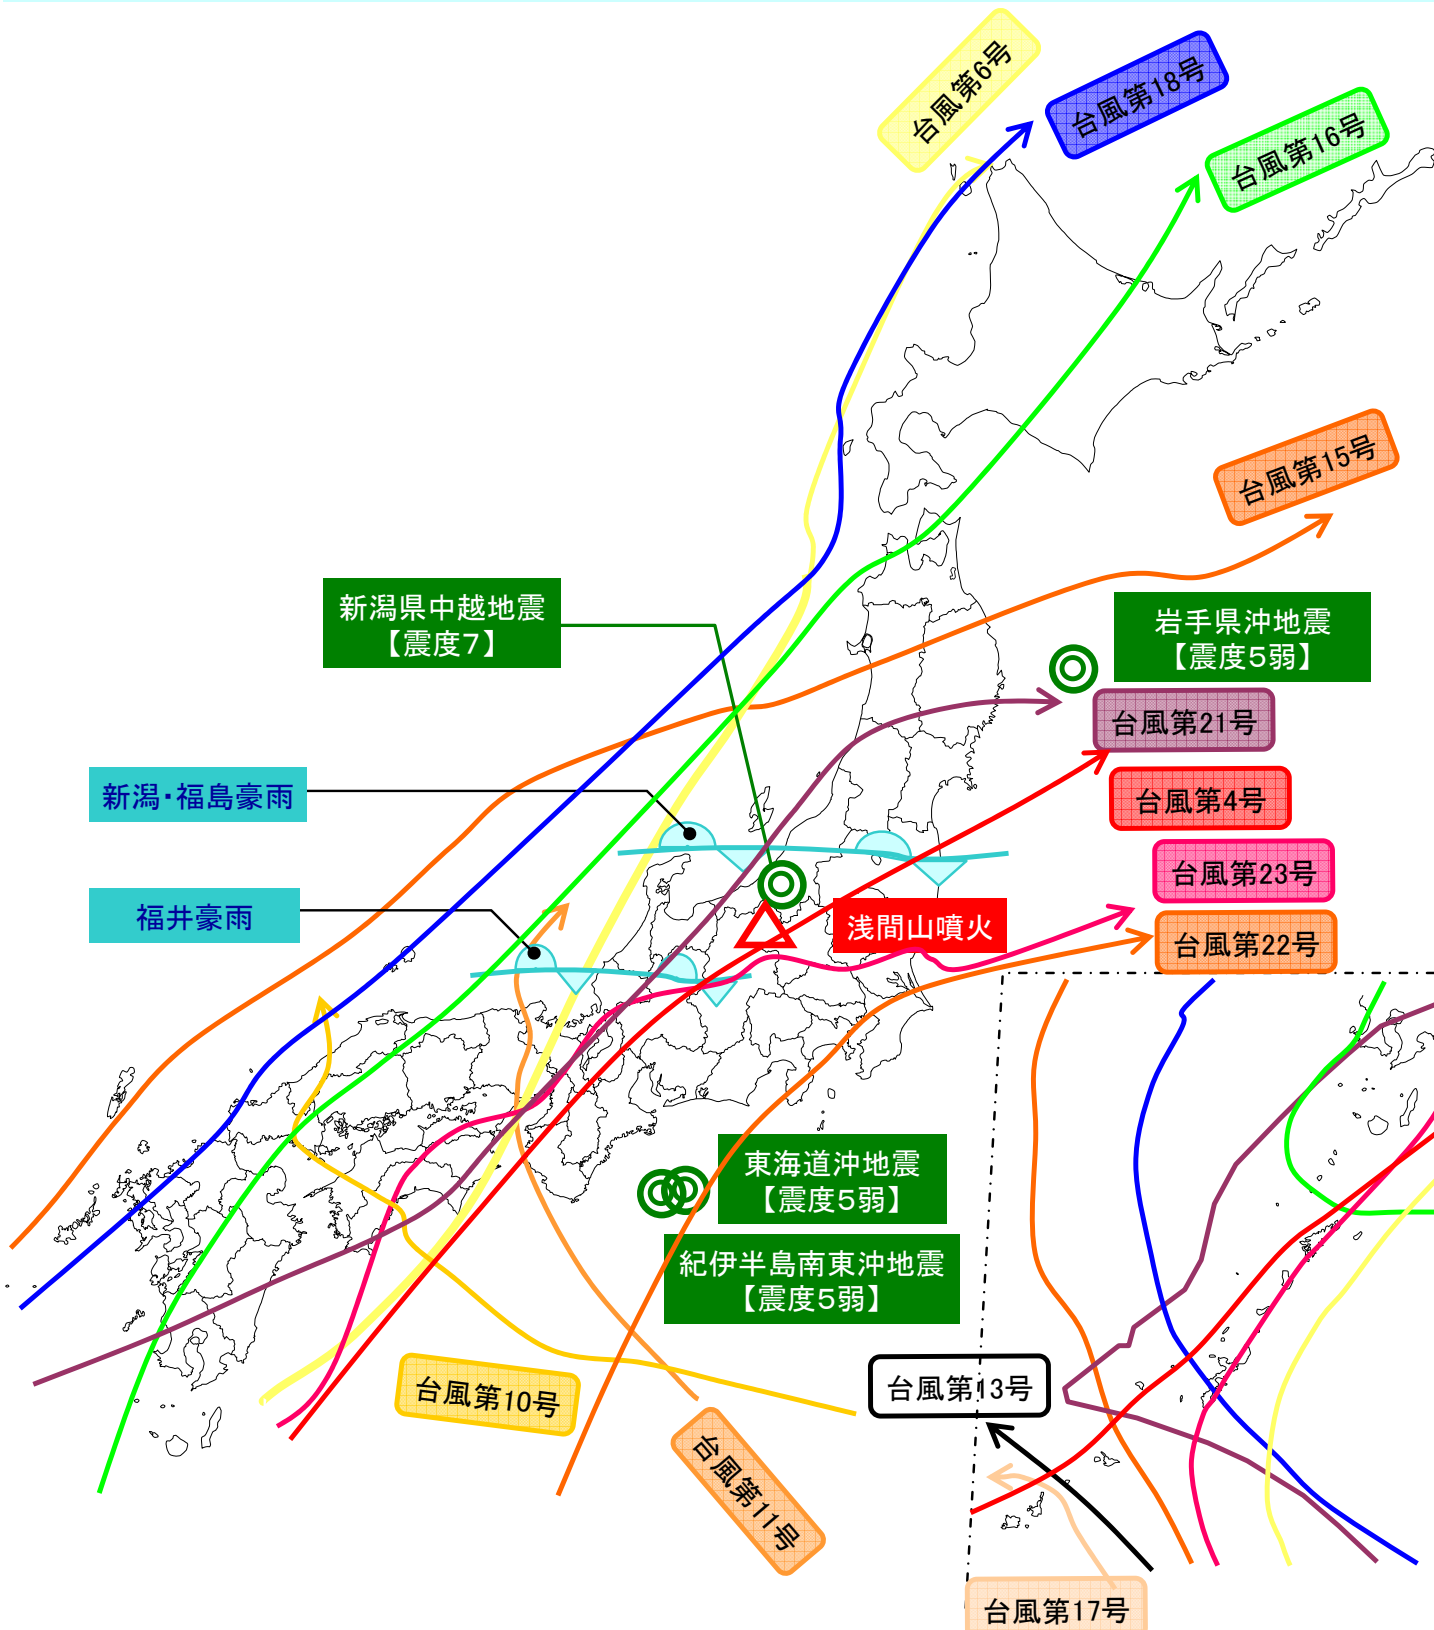 台風第6号
台風第18号
台風第16号
台風第15号
新潟県中越地震
【震度7】
岩手県沖地震
【震度5弱】
台風第21号
新潟・福島豪雨
台風第4号
台風第23号
福井豪雨
浅間山噴火
台風第22号
東海道沖地震
【震度5弱】
紀伊半島南東沖地震
【震度5弱】
台風第10号
台風第13号
台風第11号
台風第17号